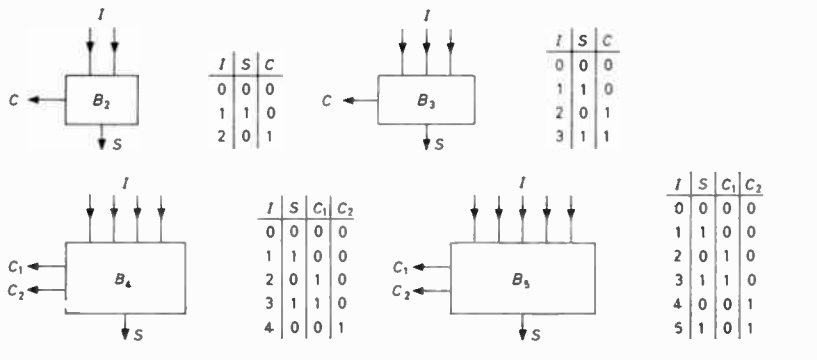 I
C
B₂
S
I S C
0 0 0
1 1 0
2 0 1
I
C
B₃
S
I S C
0 0 0
1 1 0
2 0 1
3 1 1
I
C₁
C₂
B₄
S
I S C₁ C₂
0 0 0 0
1 1 0 0
2 0 1 0
3 1 1 0
4 0 0 1
I
C₁
C₂
B₅
S
I S C₁ C₂
0 0 0 0
1 1 0 0
2 0 1 0
3 1 1 0
4 0 0 1
5 1 0 1